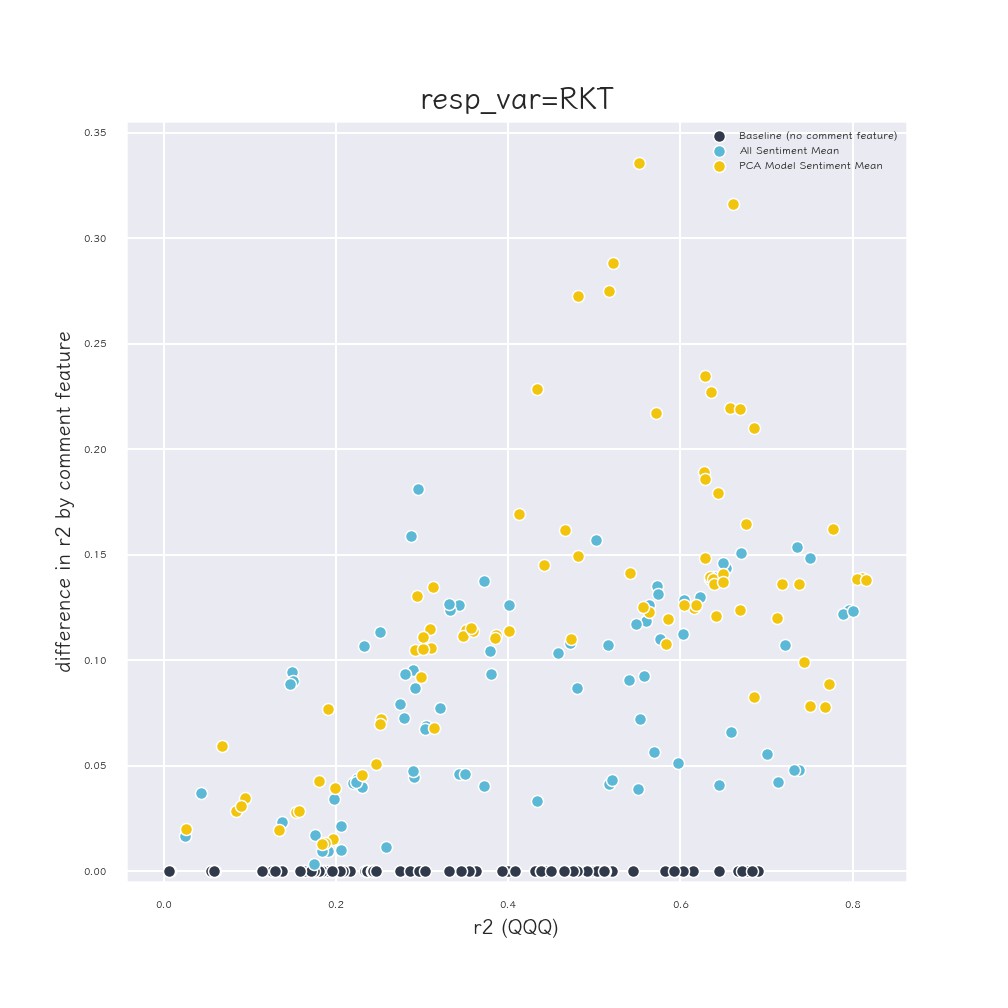 resp_var=RKT
Baseline (no comment feature)
All Sentiment Mean
PCA Model Sentiment Mean
difference in r2 by comment feature
0.35
0.30
0.25
0.20
0.15
0.10
0.05
0.00
0.0 0.2 0.4 0.6 0.8
r2 (QQQ)